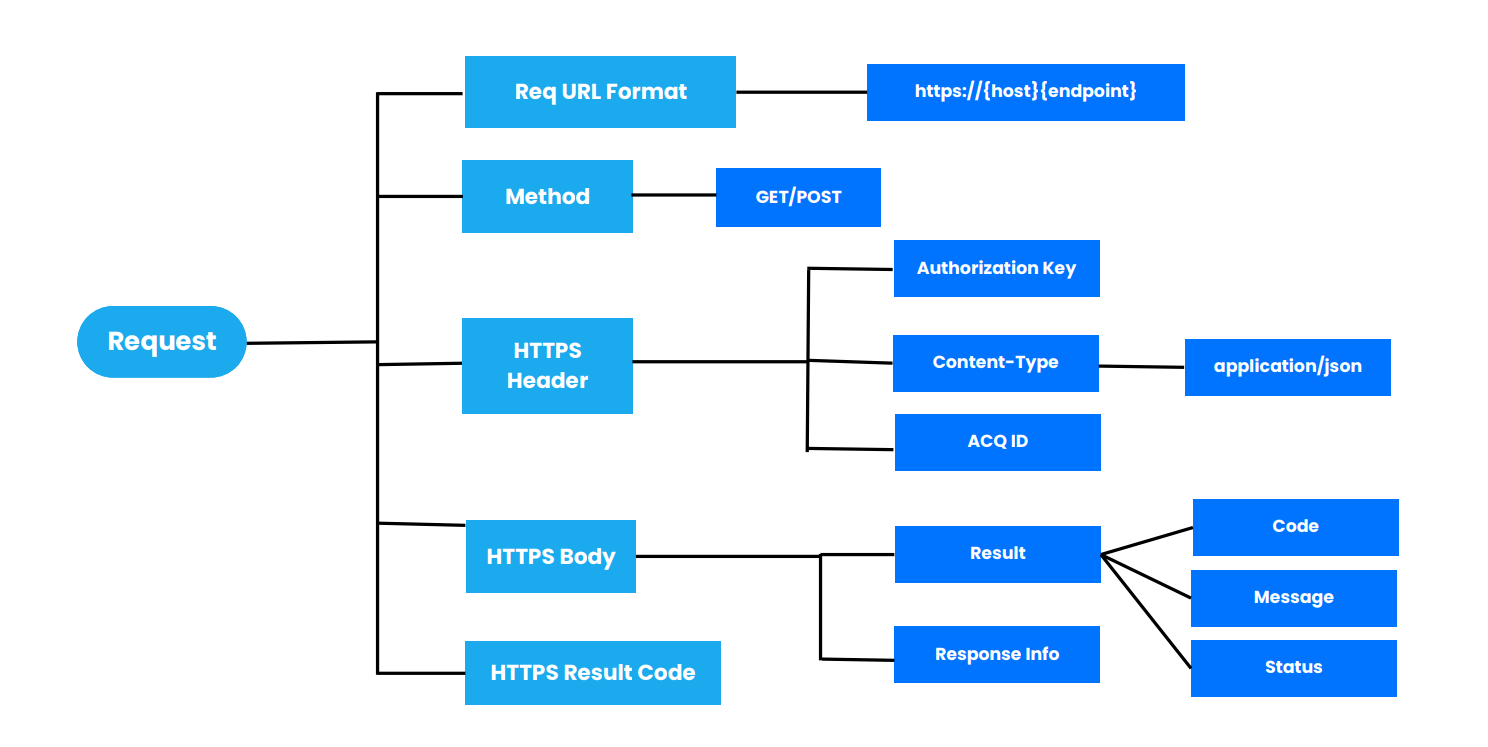 Req URL Format
https://{host}{endpoint}
Method
GET/POST
Authorization Key
Request
HTTPS
Header
Content-Type
application/json
ACQ ID
HTTPS Body
Result
Code
Message
Response Info
Status
HTTPS Result Code